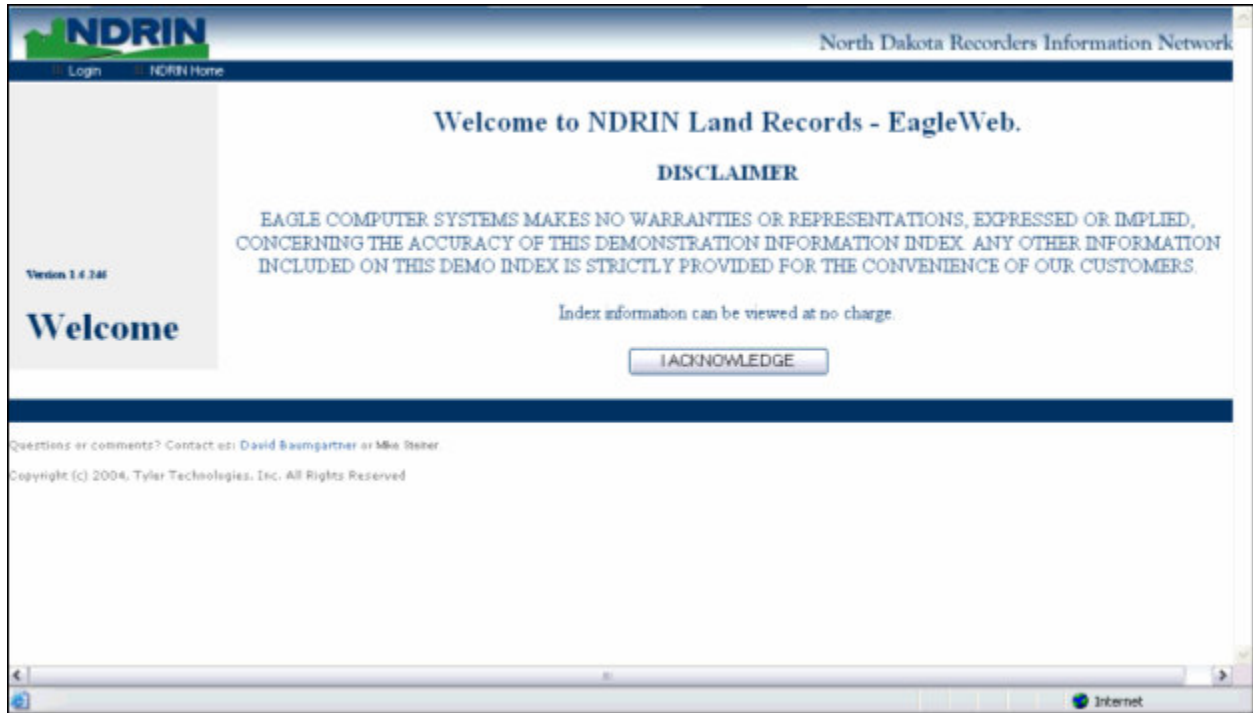 NDRIN
North Dakota Recorders Information Network
Login NDRIN Home
Welcome to NDRIN Land Records - EagleWeb.
DISCLAIMER
EAGLE COMPUTER SYSTEMS MAKES NO WARRANTIES OR REPRESENTATIONS, EXPRESSED OR IMPLIED,
CONCERNING THE ACCURACY OF THIS DEMONSTRATION INFORMATION INDEX. ANY OTHER INFORMATION
INCLUDED ON THIS DEMO INDEX IS STRICTLY PROVIDED FOR THE CONVENIENCE OF OUR CUSTOMERS.
Version 1.6.246
Welcome
Index information can be viewed at no charge.
I ACKNOWLEDGE
Questions or comments? Contact us: David Baumgartner or Mike Steiner
Copyright (c) 2004, Tyler Technologies, Inc. All Rights Reserved
Internet